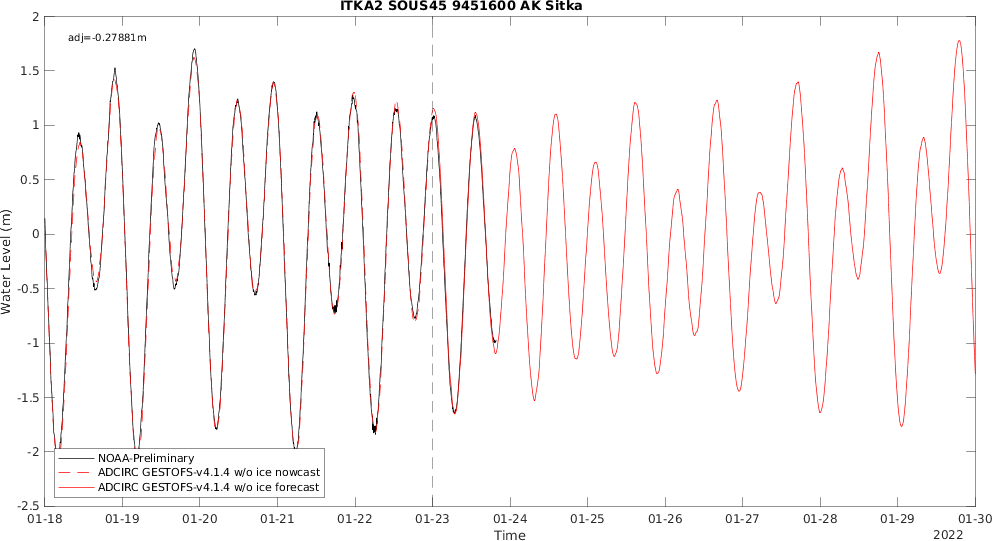 ITKA2 SOUS45 9451600 AK Sitka
adj=-0.27881m
2
1.5
1
0.5
0
-0.5
-1
-1.5
-2
-2.5
Water Level (m)
NOAA-Preliminary
ADCIRC GESTOFS-v4.1.4 w/o ice nowcast
ADCIRC GESTOFS-v4.1.4 w/o ice forecast
01-18 01-19 01-20 01-21 01-22 01-23 01-24 01-25 01-26 01-27 01-28 01-29 01-30
Time
2022